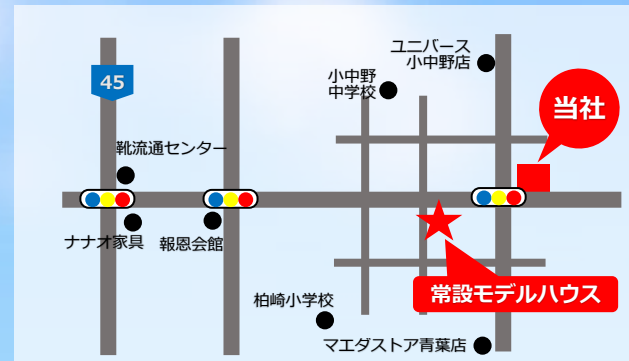 ユニバース
小中野店
45
小中野
中学校
当社
靴流通センター
ナナオ家具
報恩会館
常設モデルハウス
柏崎小学校
マエダストア青葉店